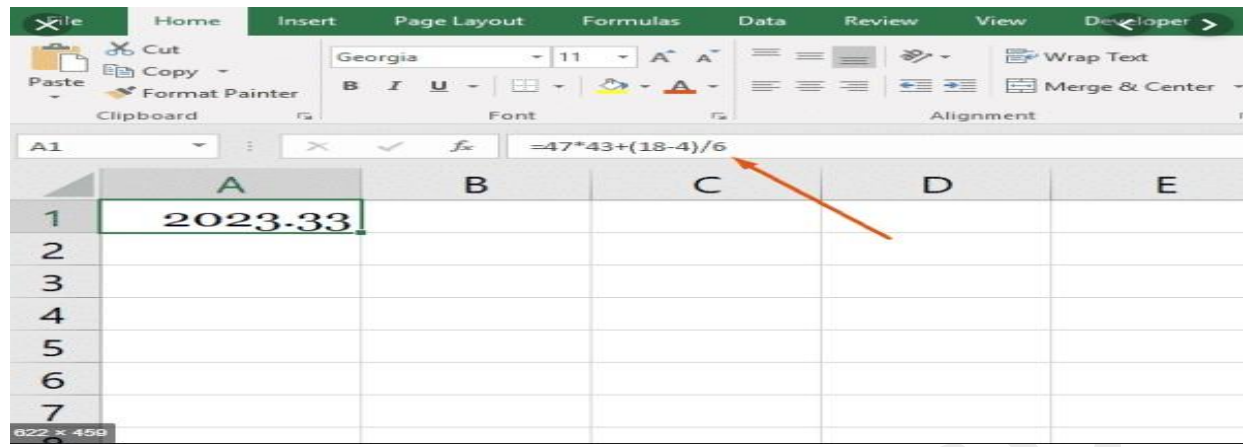 File Home Insert Page Layout Formulas Data Review View Developer
Cut
Copy
Paste
Format Painter
Georgia 11 A A
B I U A
Wrap Text
Merge & Center
Clipboard Font Alignment
A1 fx =47*43+(18-4)/6
A B C D E
1 2023.33
2
3
4
5
6
7
622 × 459